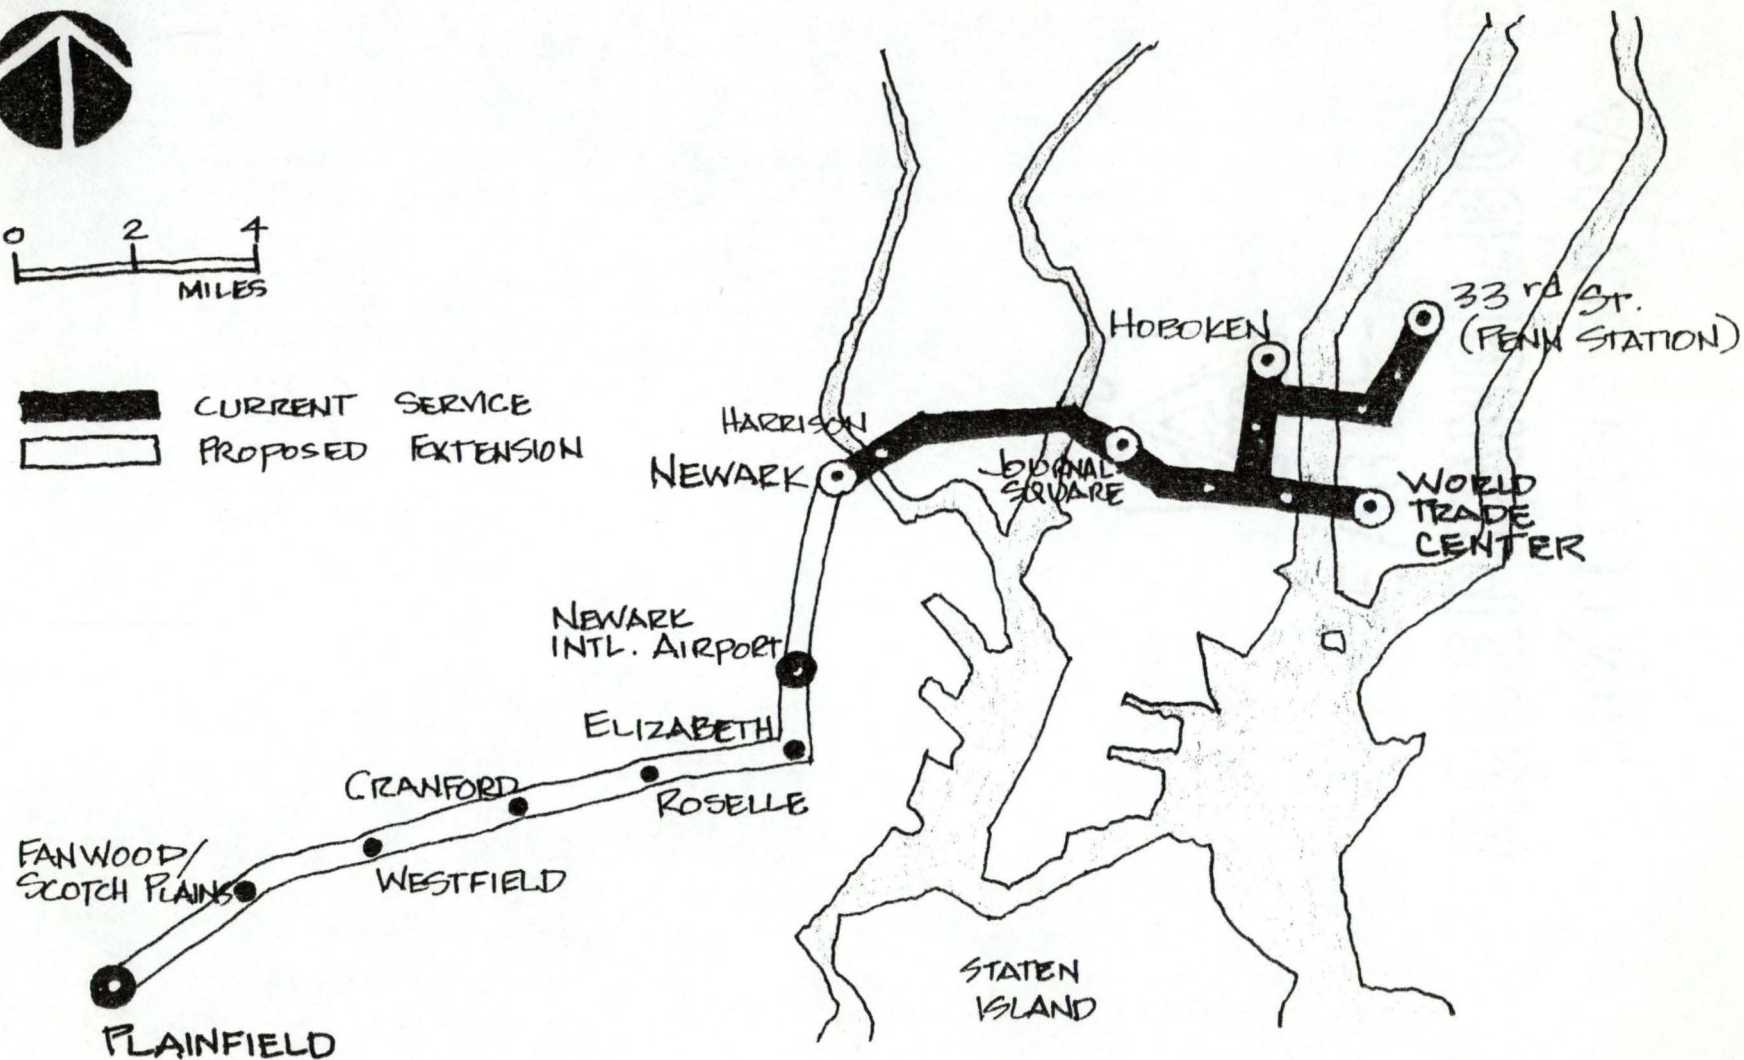 0 2 4
MILES
CURRENT SERVICE
PROPOSED EXTENSION
HOBOKEN
33rd St.
(PENN STATION)
HARRISON
NEWARK
JOURNAL
SQUARE
WORLD
TRADE
CENTER
NEWARK
INTL. AIRPORT
ELIZABETH
CRANFORD
ROSELLE
FANWOOD/
SCOTCH PLAINS
WESTFIELD
STATEN
ISLAND
PLAINFIELD